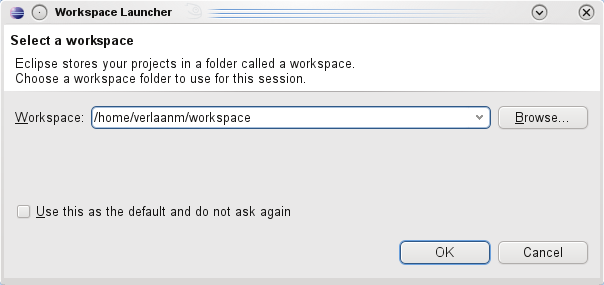 Workspace Launcher
Select a workspace
Eclipse stores your projects in a folder called a workspace.
Choose a workspace folder to use for this session.
Workspace: /home/verlaanm/workspace Browse...
Use this as the default and do not ask again
OK Cancel